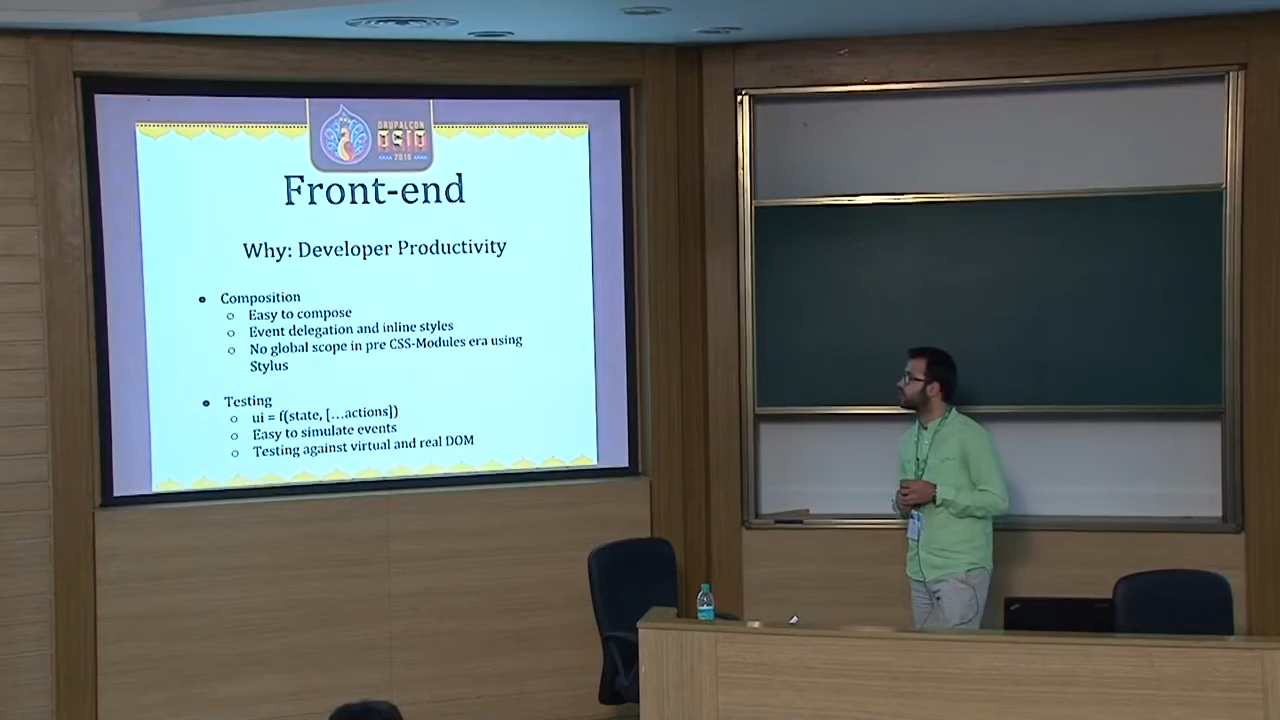 DRUPALCON
ASIA
2016
Front-end
Why: Developer Productivity
Composition
Easy to compose
Event delegation and inline styles
No global scope in pre CSS-Modules era using
Stylus
Testing
ui = f(state, [...actions])
Easy to simulate events
Testing against virtual and real DOM